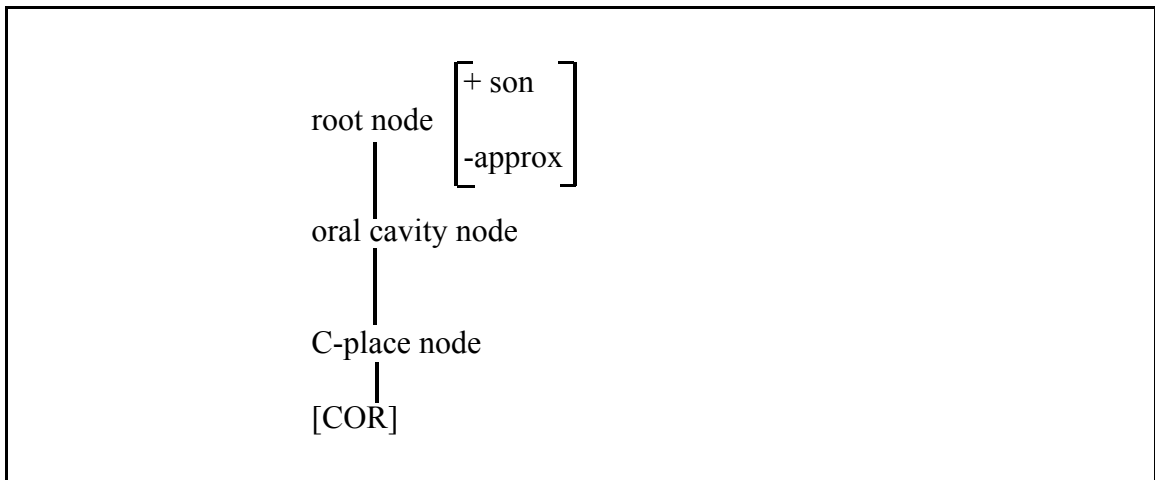 + son
root node
-approx
oral cavity node
C-place node
[COR]